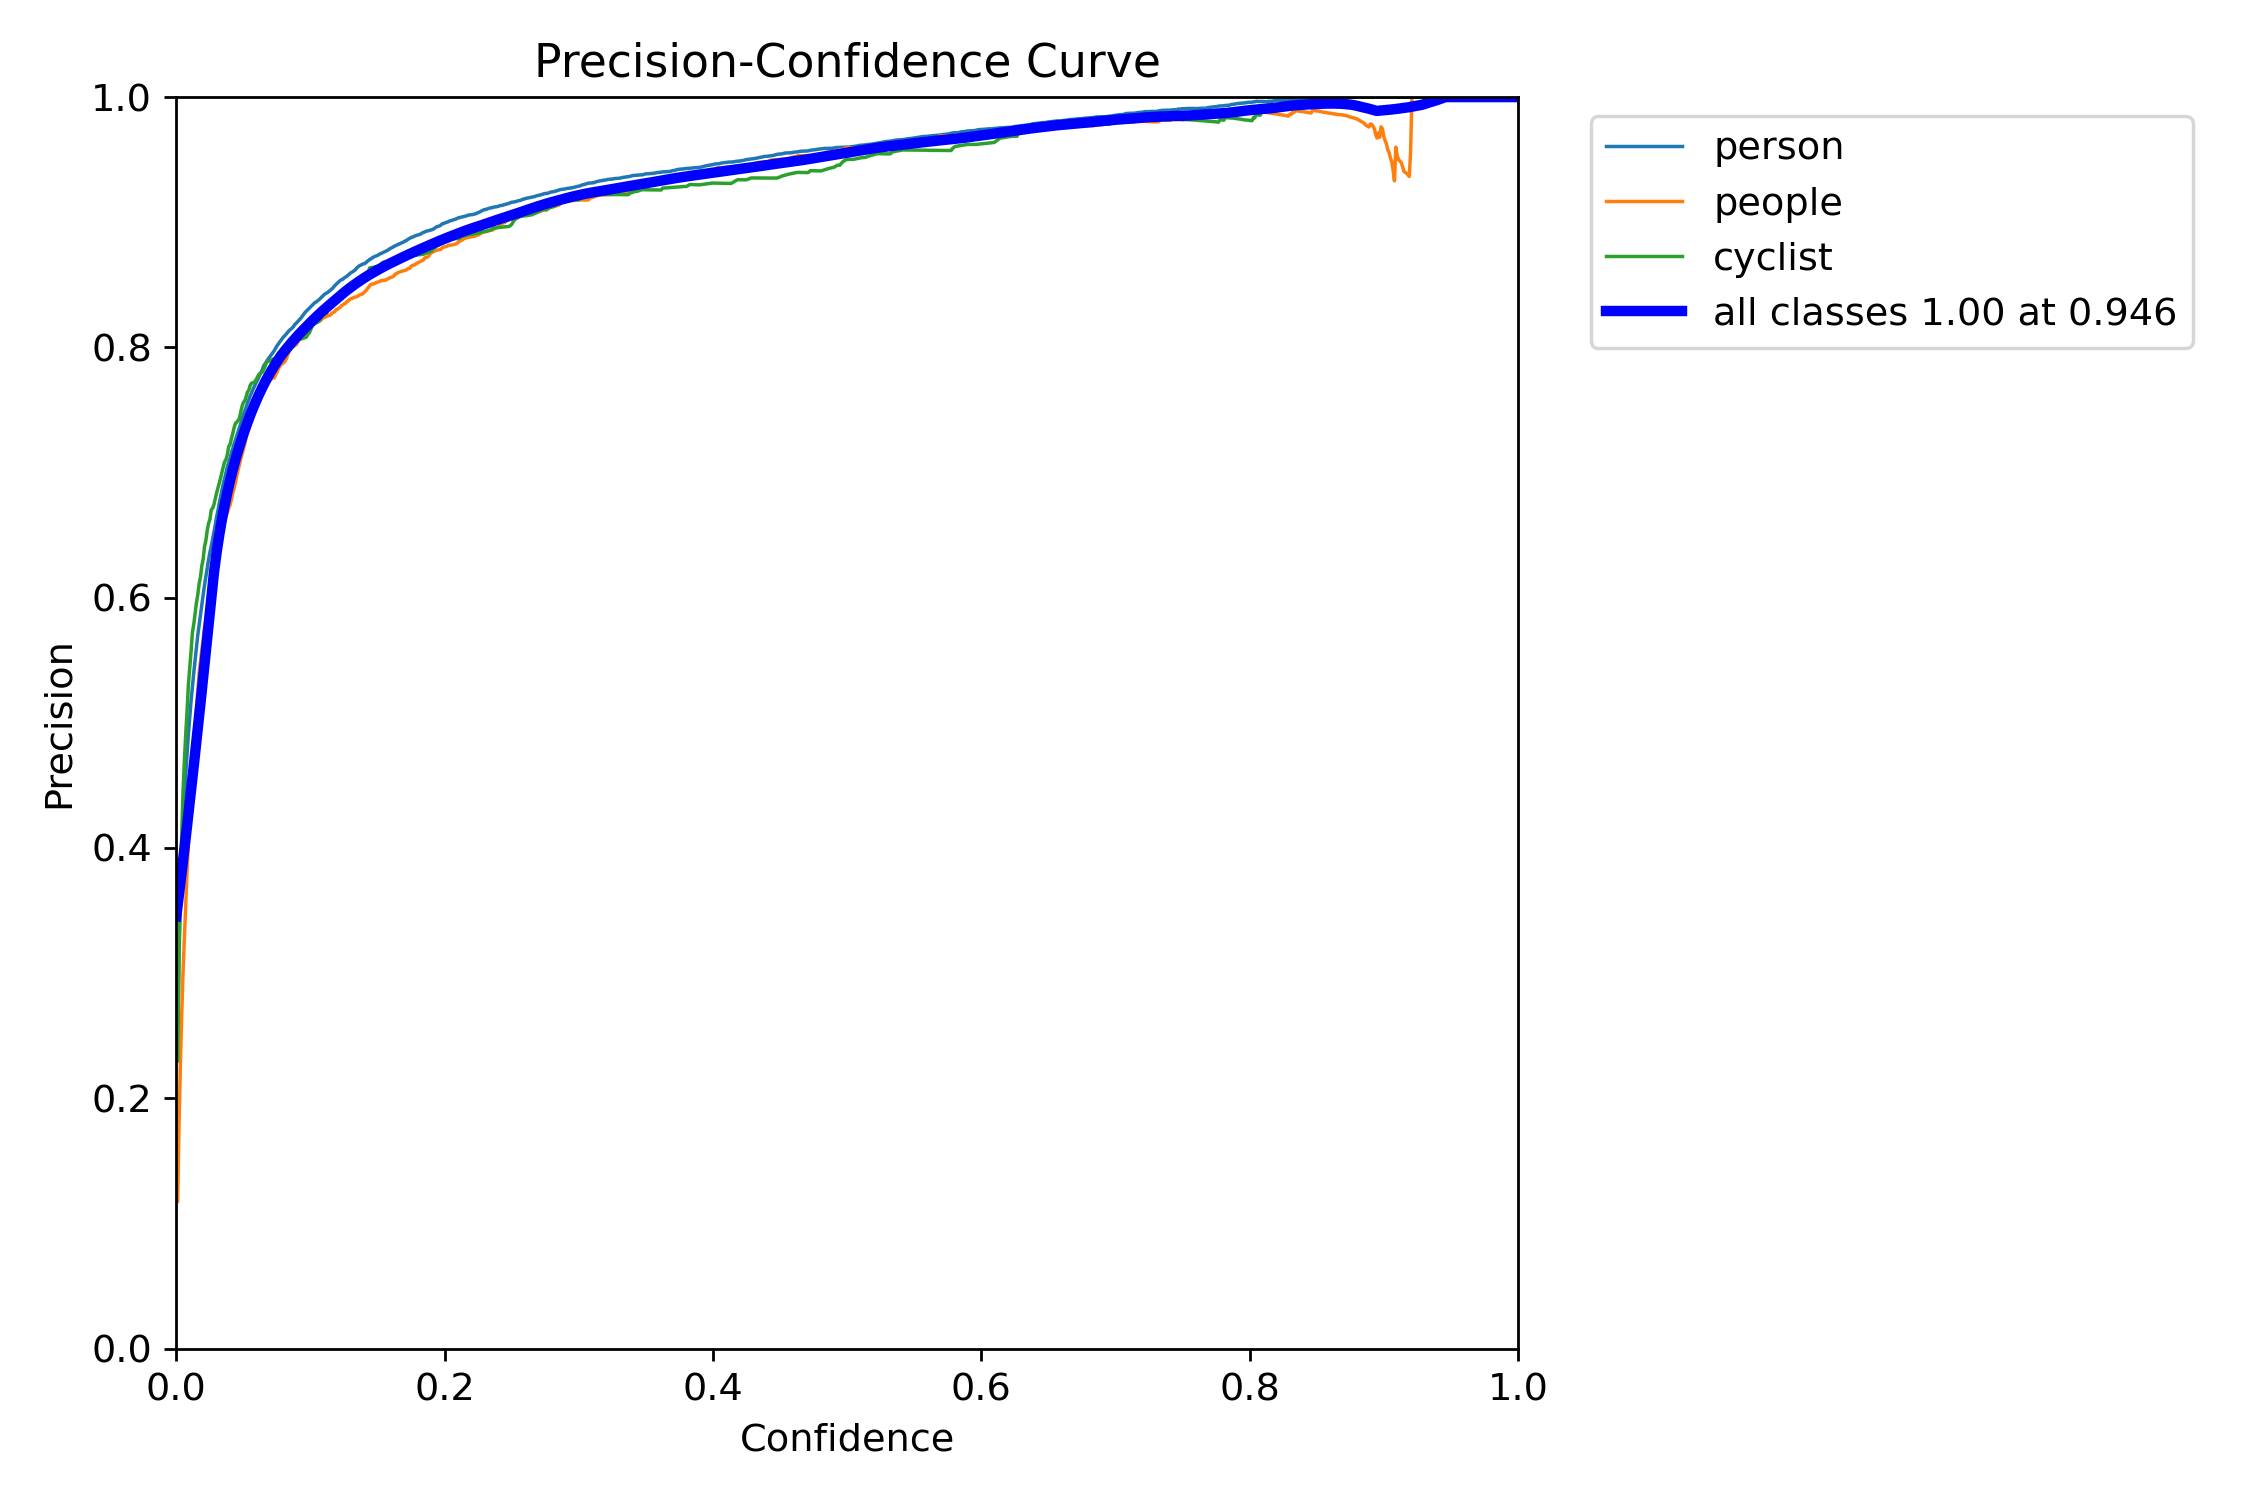 Precision-Confidence Curve
1.0
0.8
0.6
0.4
0.2
0.0
Precision
0.0 0.2 0.4 0.6 0.8 1.0
Confidence
person
people
cyclist
all classes 1.00 at 0.946